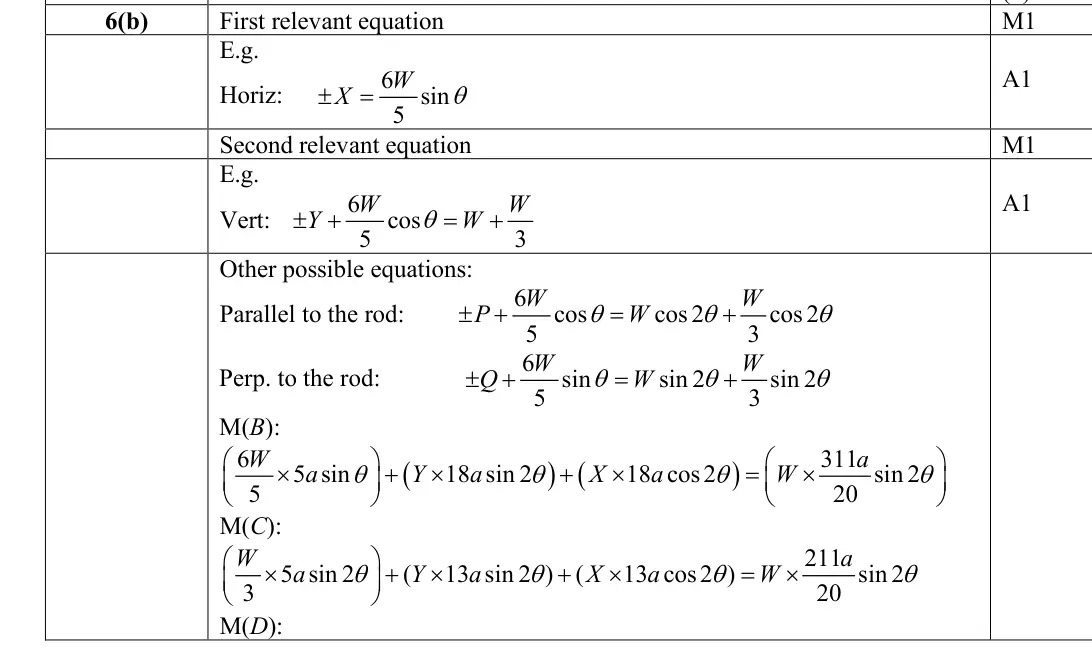 6(b) First relevant equation M1
E.g.
Horiz: ±X = 6W/5 sin θ A1
Second relevant equation M1
E.g.
Vert: ±Y + 6W/5 cos θ = W + W/3 A1
Other possible equations:
Parallel to the rod: ±P + 6W/5 cos θ = W cos 2θ + W/3 cos 2θ
Perp. to the rod: ±Q + 6W/5 sin θ = W sin 2θ + W/3 sin 2θ
M(B):
(6W/5 × 5a sin θ) + (Y × 18a sin 2θ) + (X × 18a cos 2θ) = (W × 311a/20 sin 2θ)
M(C):
(W/3 × 5a sin 2θ) + (Y × 13a sin 2θ) + (X × 13a cos 2θ) = W × 211a/20 sin 2θ
M(D):